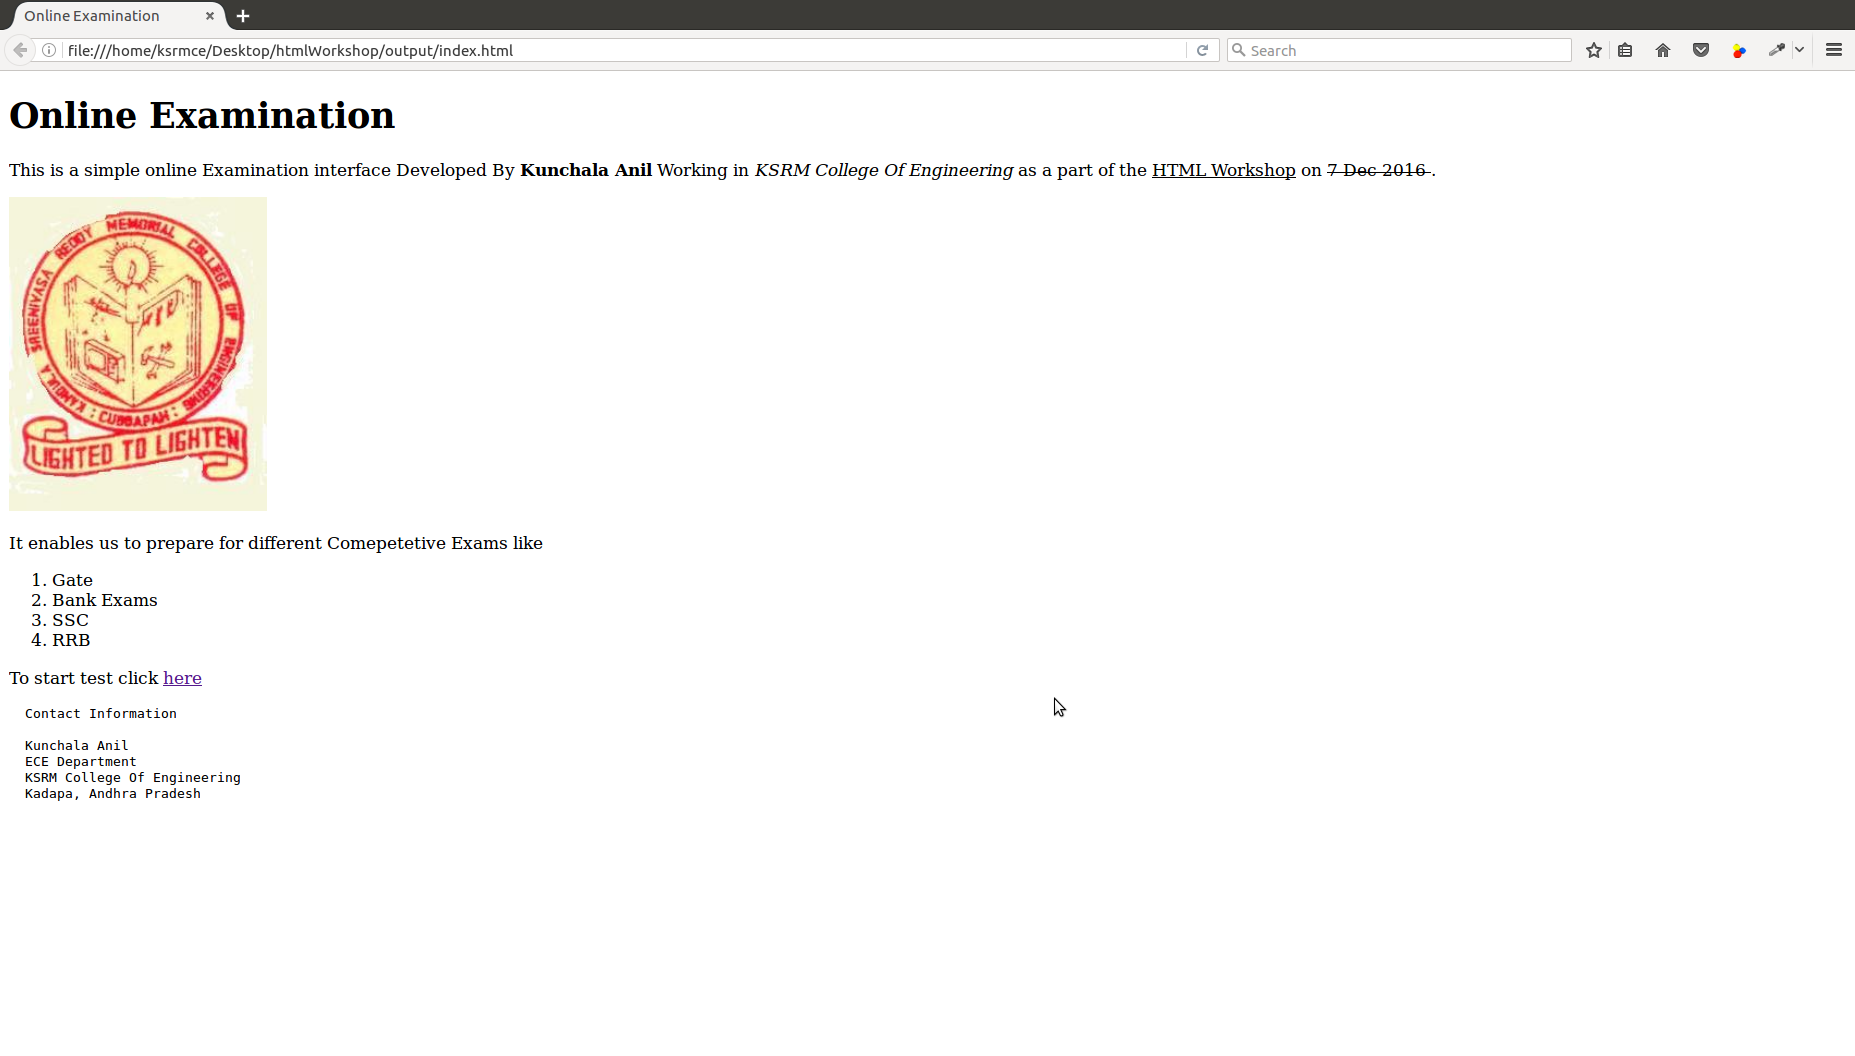 Online Examination
file:///home/ksrmce/Desktop/htmlWorkshop/output/index.html
Search
Online Examination
This is a simple online Examination interface Developed By Kunchala Anil Working in KSRM College Of Engineering as a part of the HTML Workshop on 7 Dec 2016 .
KANDULA SREENIVASA REDDY MEMORIAL COLLEGE OF ENGINEERING
: CUDDAPAH :
LIGHTED TO LIGHTEN
It enables us to prepare for different Comepetetive Exams like
1. Gate
2. Bank Exams
3. SSC
4. RRB
To start test click here
Contact Information
Kunchala Anil
ECE Department
KSRM College Of Engineering
Kadapa, Andhra Pradesh